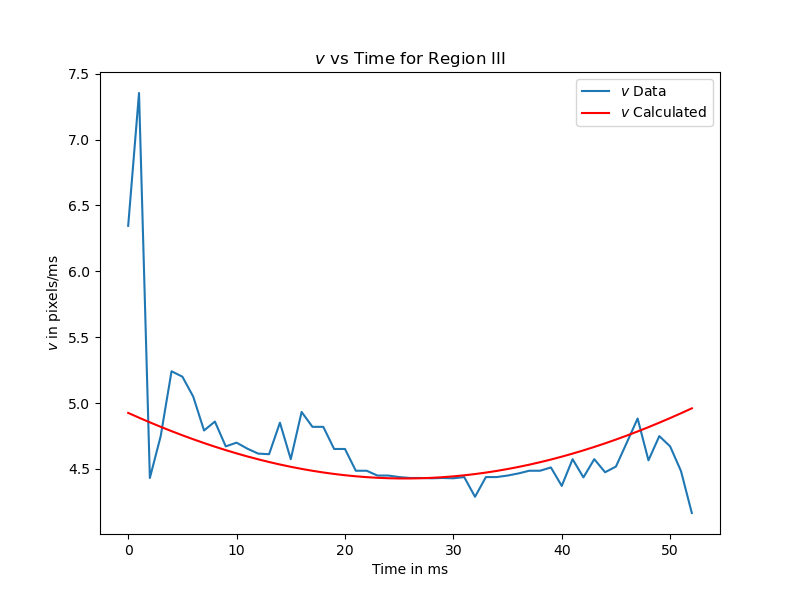 v vs Time for Region III
v Data
v Calculated
7.5
7.0
6.5
6.0
5.5
5.0
4.5
v in pixels/ms
0 10 20 30 40 50
Time in ms